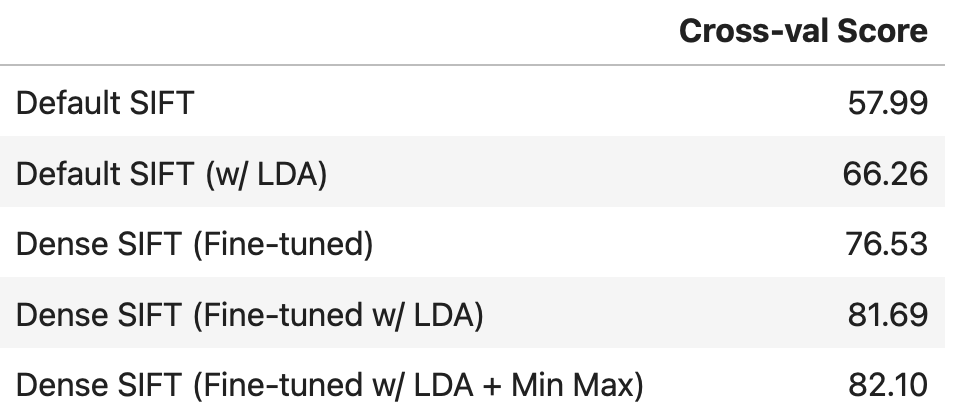 Cross-val Score
Default SIFT 57.99
Default SIFT (w/ LDA) 66.26
Dense SIFT (Fine-tuned) 76.53
Dense SIFT (Fine-tuned w/ LDA) 81.69
Dense SIFT (Fine-tuned w/ LDA + Min Max) 82.10